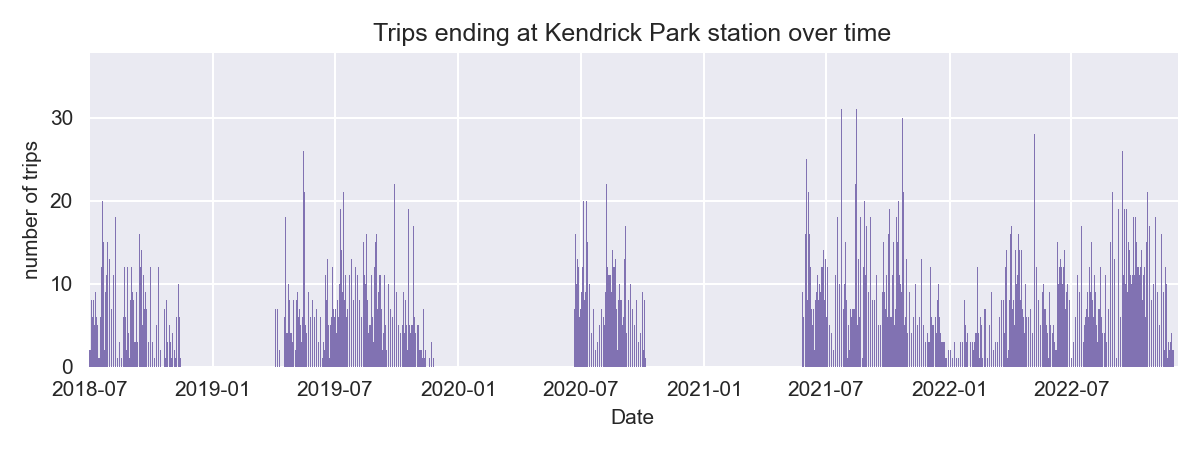 Trips ending at Kendrick Park station over time
number of trips
30
20
10
0
2018-07 2019-01 2019-07 2020-01 2020-07 2021-01 2021-07 2022-01 2022-07
Date